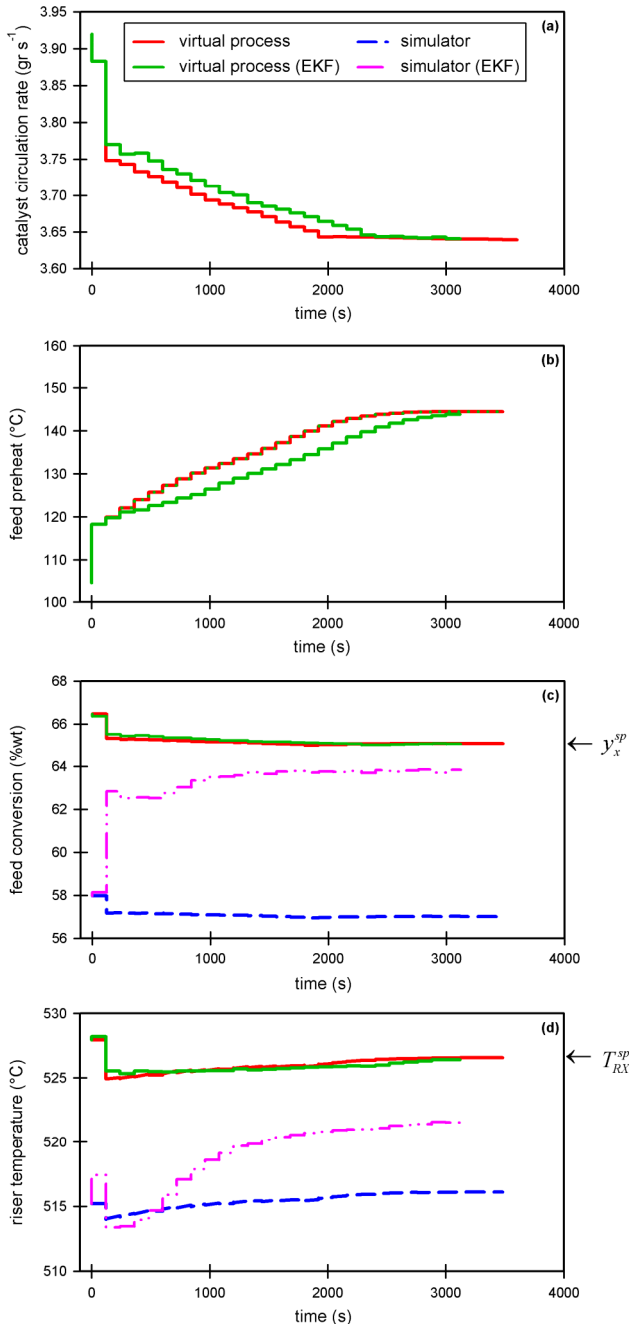 (a)
virtual process
simulator
virtual process (EKF)
simulator (EKF)
catalyst circulation rate (gr s⁻¹)
3.95
3.90
3.85
3.80
3.75
3.70
3.65
3.60
0 1000 2000 3000 4000
time (s)
(b)
feed preheat (°C)
160
150
140
130
120
110
100
0 1000 2000 3000 4000
time (s)
(c)
feed conversion (%wt)
68
66
64
62
60
58
56
← y_x^{sp}
0 1000 2000 3000 4000
time (s)
(d)
riser temperature (°C)
530
525
520
515
510
← T_{RX}^{sp}
0 1000 2000 3000 4000
time (s)